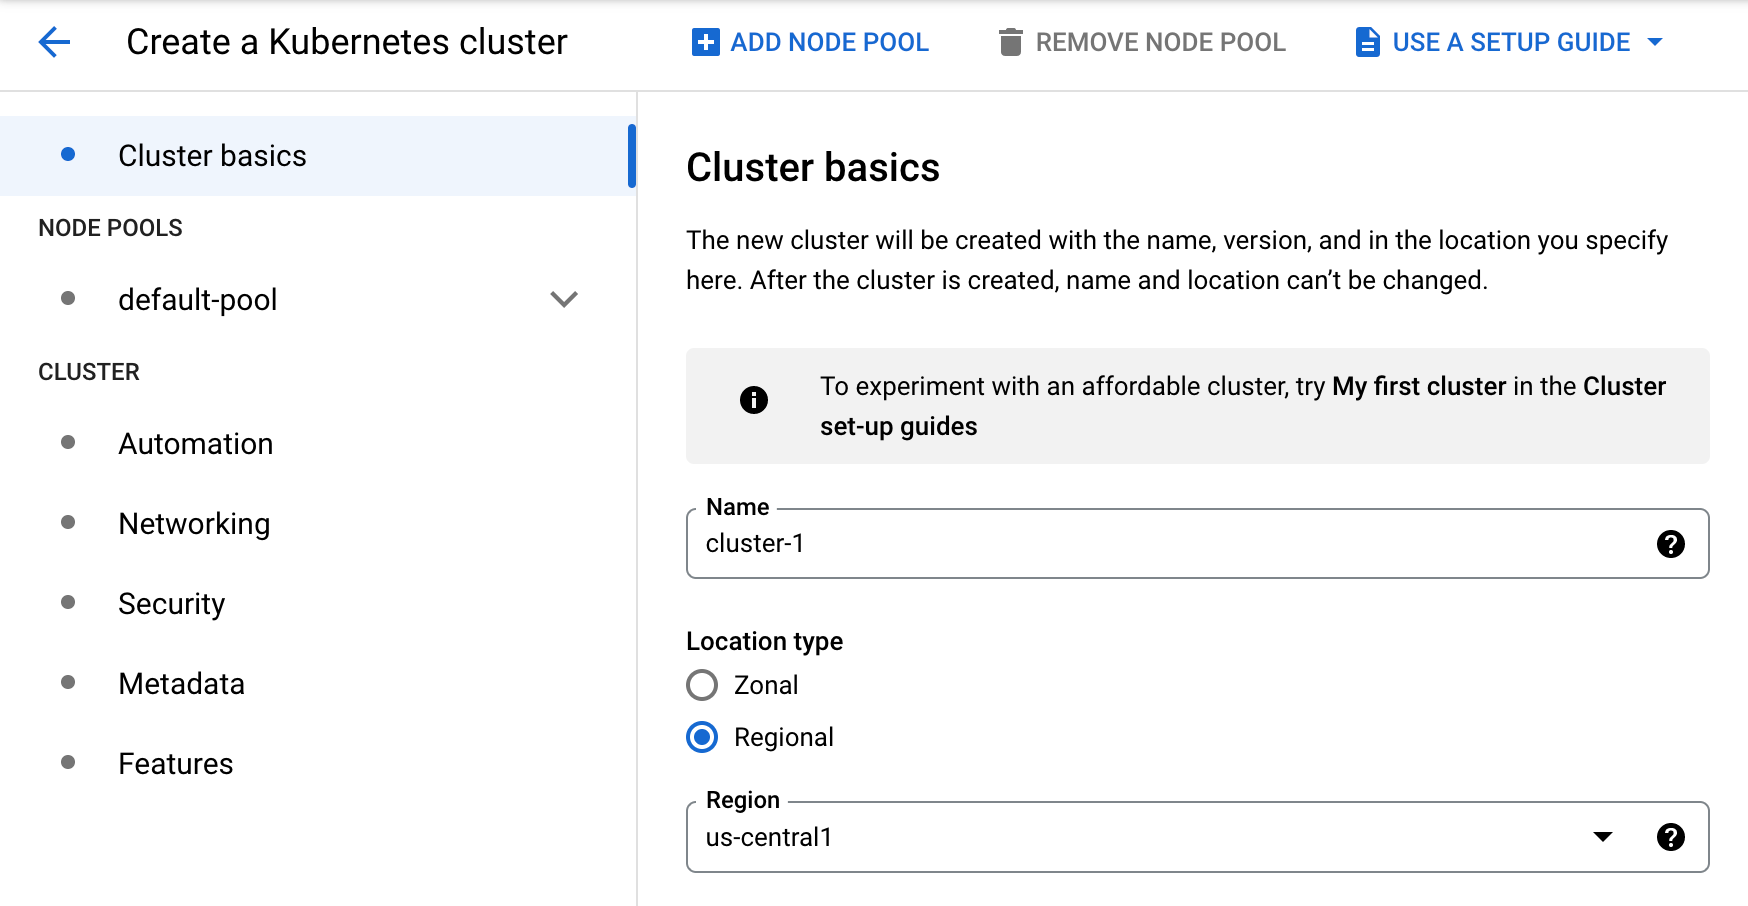 Create a Kubernetes cluster
ADD NODE POOL
REMOVE NODE POOL
USE A SETUP GUIDE
Cluster basics
NODE POOLS
default-pool
CLUSTER
Automation
Networking
Security
Metadata
Features
Cluster basics
The new cluster will be created with the name, version, and in the location you specify
here. After the cluster is created, name and location can’t be changed.
To experiment with an affordable cluster, try My first cluster in the Cluster
set-up guides
Name
cluster-1
Location type
Zonal
Regional
Region
us-central1